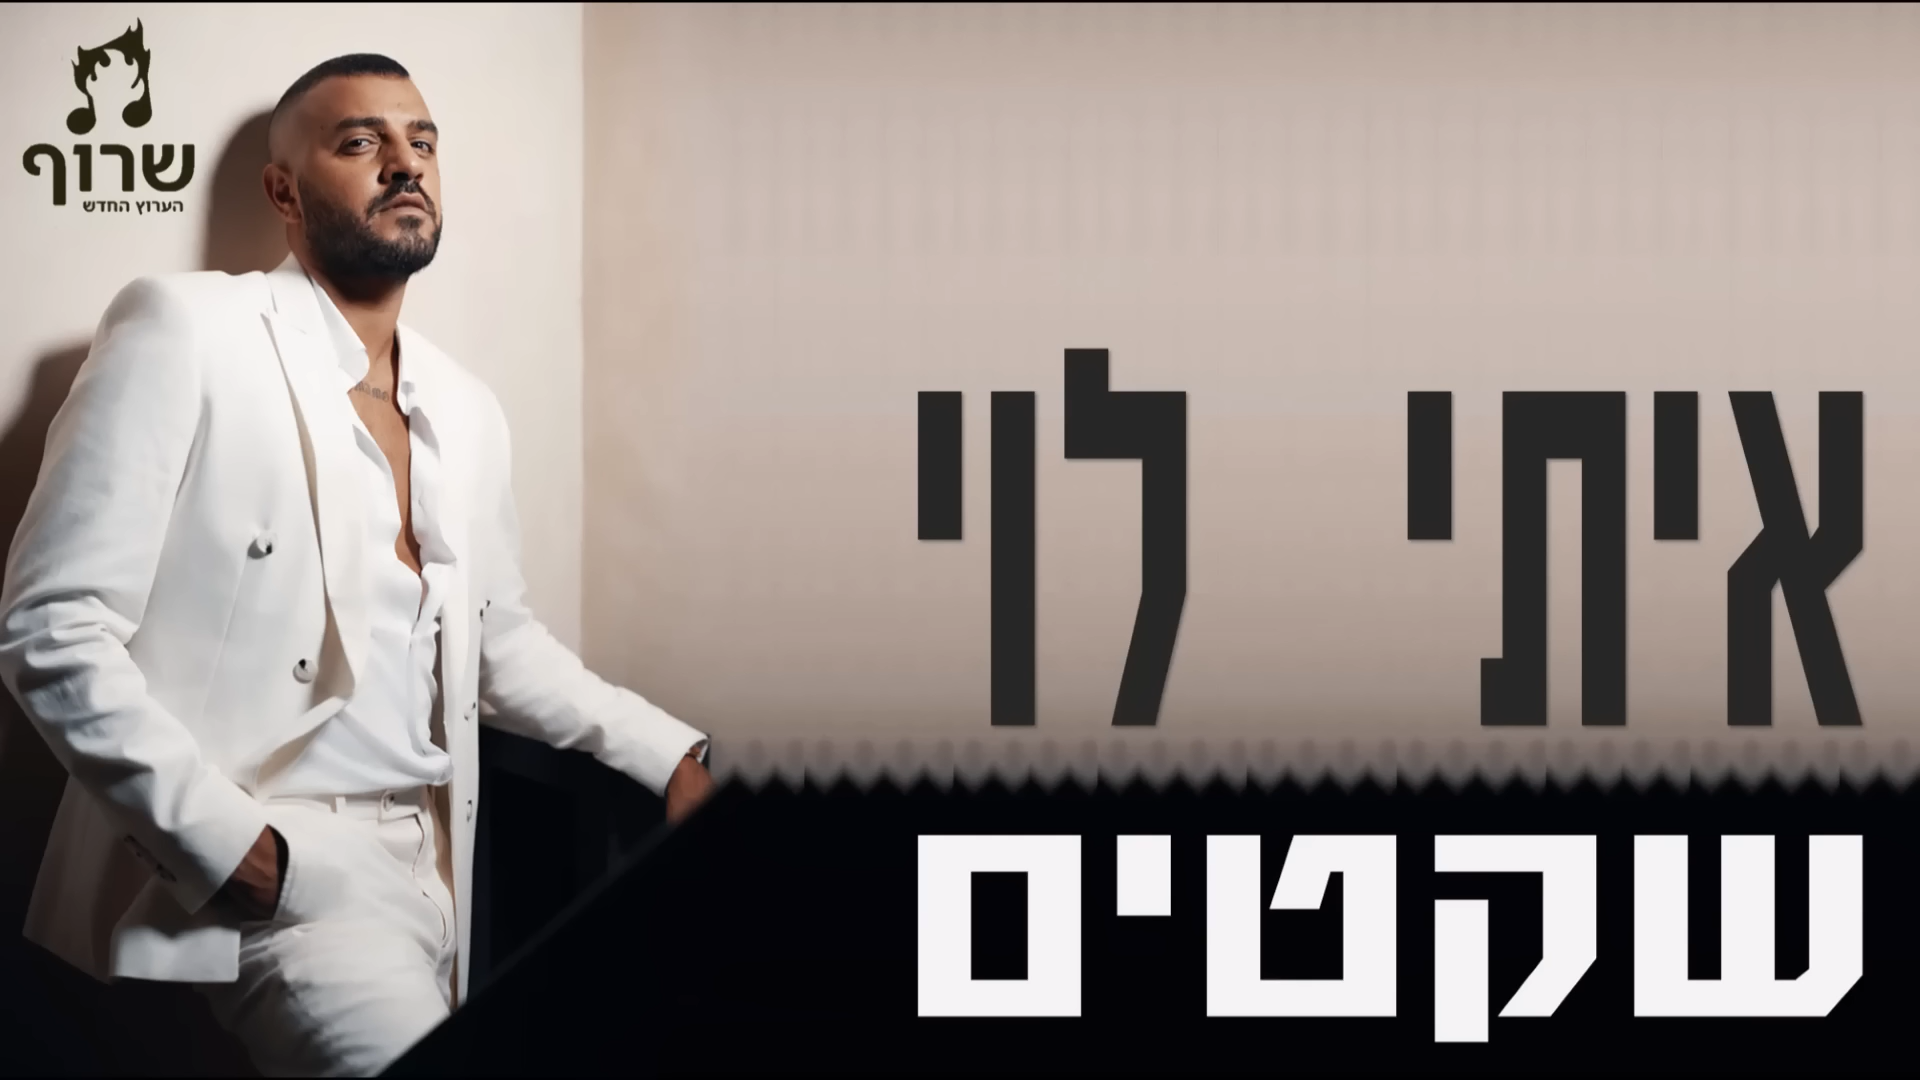 שרוף
הערוץ החדש
איתי לוי
שקטים